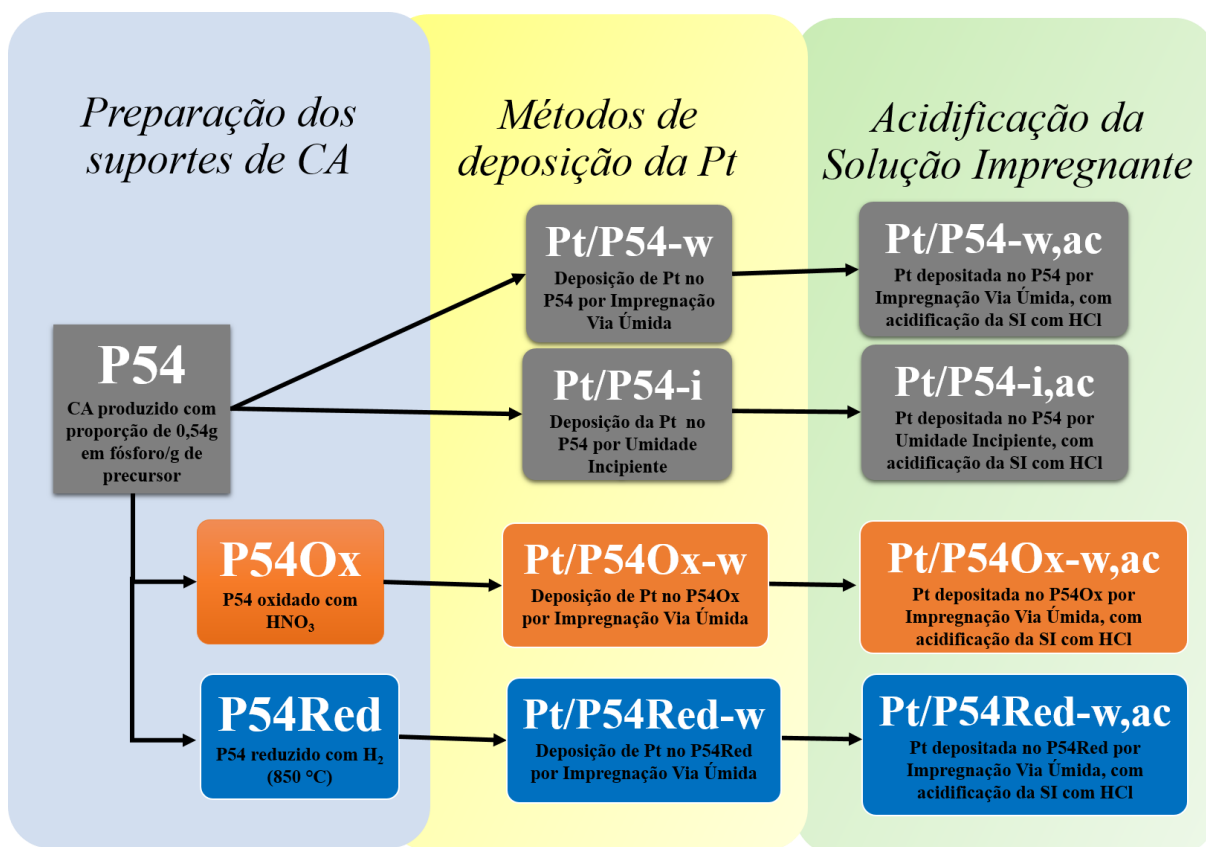 Preparação dos
suportes de CA
Métodos de
deposição da Pt
Acidificação da
Solução Impregnante
P54
CA produzido com
proporção de 0,54g
em fósforo/g de
precursor
Pt/P54-w
Deposição de Pt no
P54 por Impregnação
Via Úmida
Pt/P54-w,ac
Pt depositada no P54 por
Impregnação Via Úmida, com
acidificação da SI com HCl
Pt/P54-i
Deposição da Pt no
P54 por Umidade
Incipiente
Pt/P54-i,ac
Pt depositada no P54 por
Umidade Incipiente, com
acidificação da SI com HCl
P54Ox
P54 oxidado com
HNO₃
Pt/P54Ox-w
Deposição de Pt no P54Ox
por Impregnação Via Úmida
Pt/P54Ox-w,ac
Pt depositada no P54Ox por
Impregnação Via Úmida, com
acidificação da SI com HCl
P54Red
P54 reduzido com H₂
(850 °C)
Pt/P54Red-w
Deposição de Pt no P54Red
por Impregnação Via Úmida
Pt/P54Red-w,ac
Pt depositada no P54Red por
Impregnação Via Úmida, com
acidificação da SI com HCl